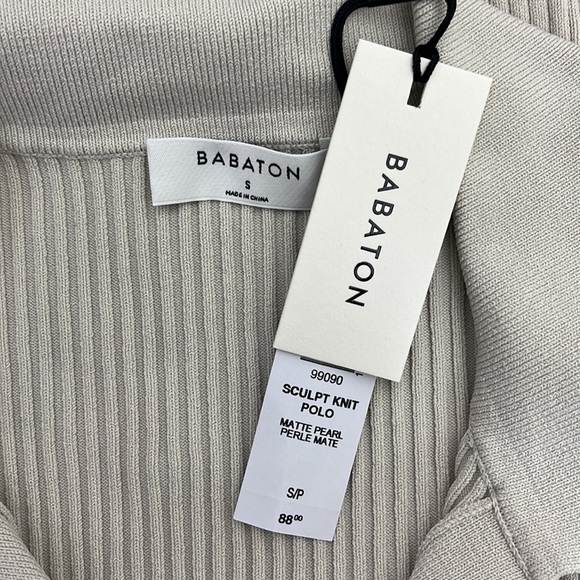 BABATON
S
MADE IN CHINA
BABATON
99090
SCULPT KNIT
POLO
MATTE PEARL
PERLE MATE
S/P
88 00